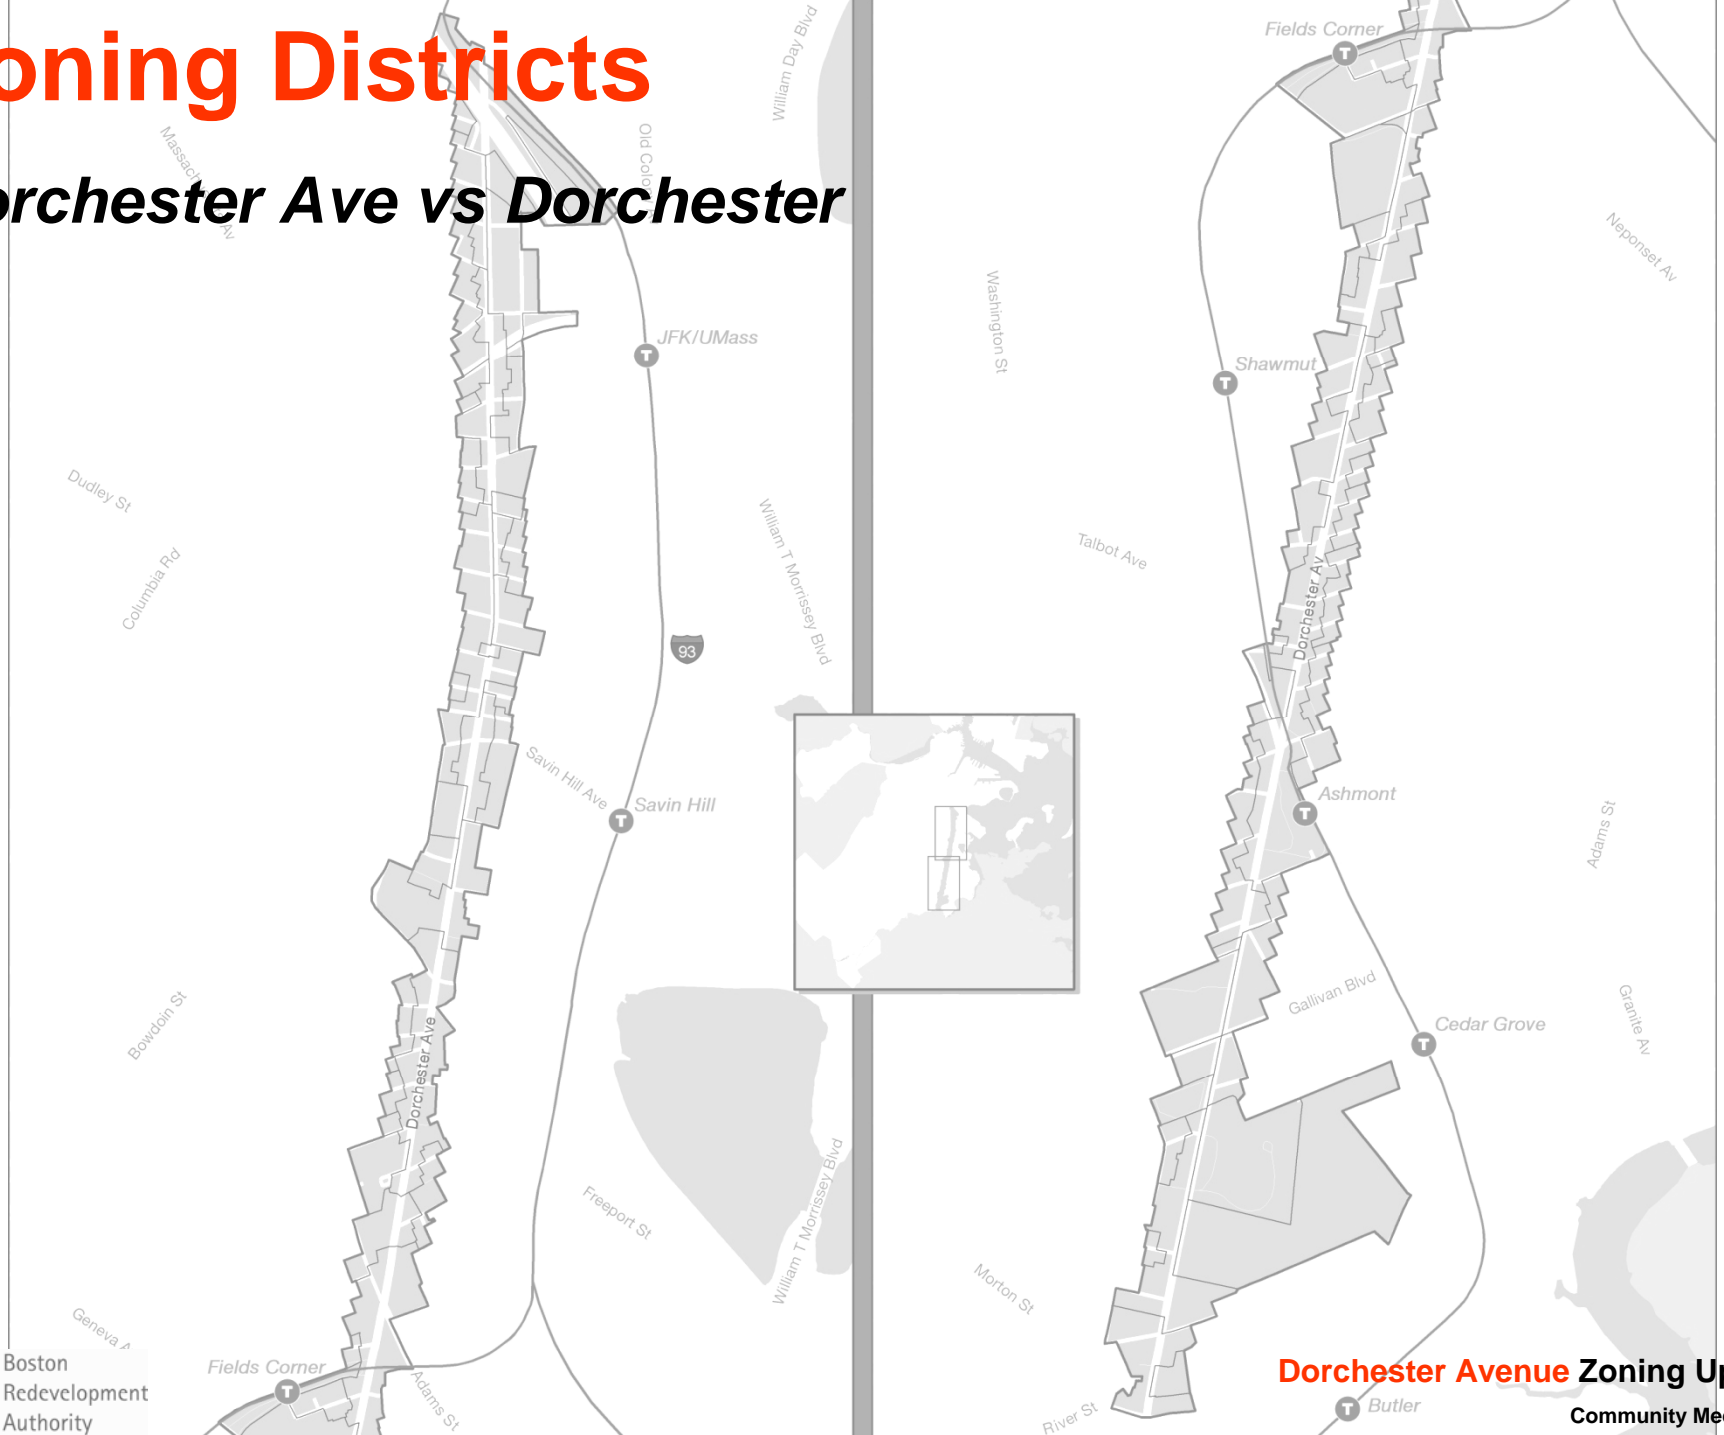 oning Districts
orchester Ave vs Dorchester
William Day Blvd
Old Colony
JFK/UMass
Dudley St
Columbia Rd
William T Morrissey Blvd
93
Savin Hill Ave
Savin Hill
Bowdoin St
Dorchester Ave
Freeport St
William T Morrissey Blvd
Geneva A
Fields Corner
Adams St
Boston
Redevelopment
Authority
Fields Corner
Neponset Av
Washington St
Shawmut
Talbot Ave
Dorchester Av
Ashmont
Adams St
Gallivan Blvd
Cedar Grove
Granite Av
Morton St
River St
Butler
Dorchester Avenue Zoning Up
Community Mee
T
T
T
T
T
T
T
T